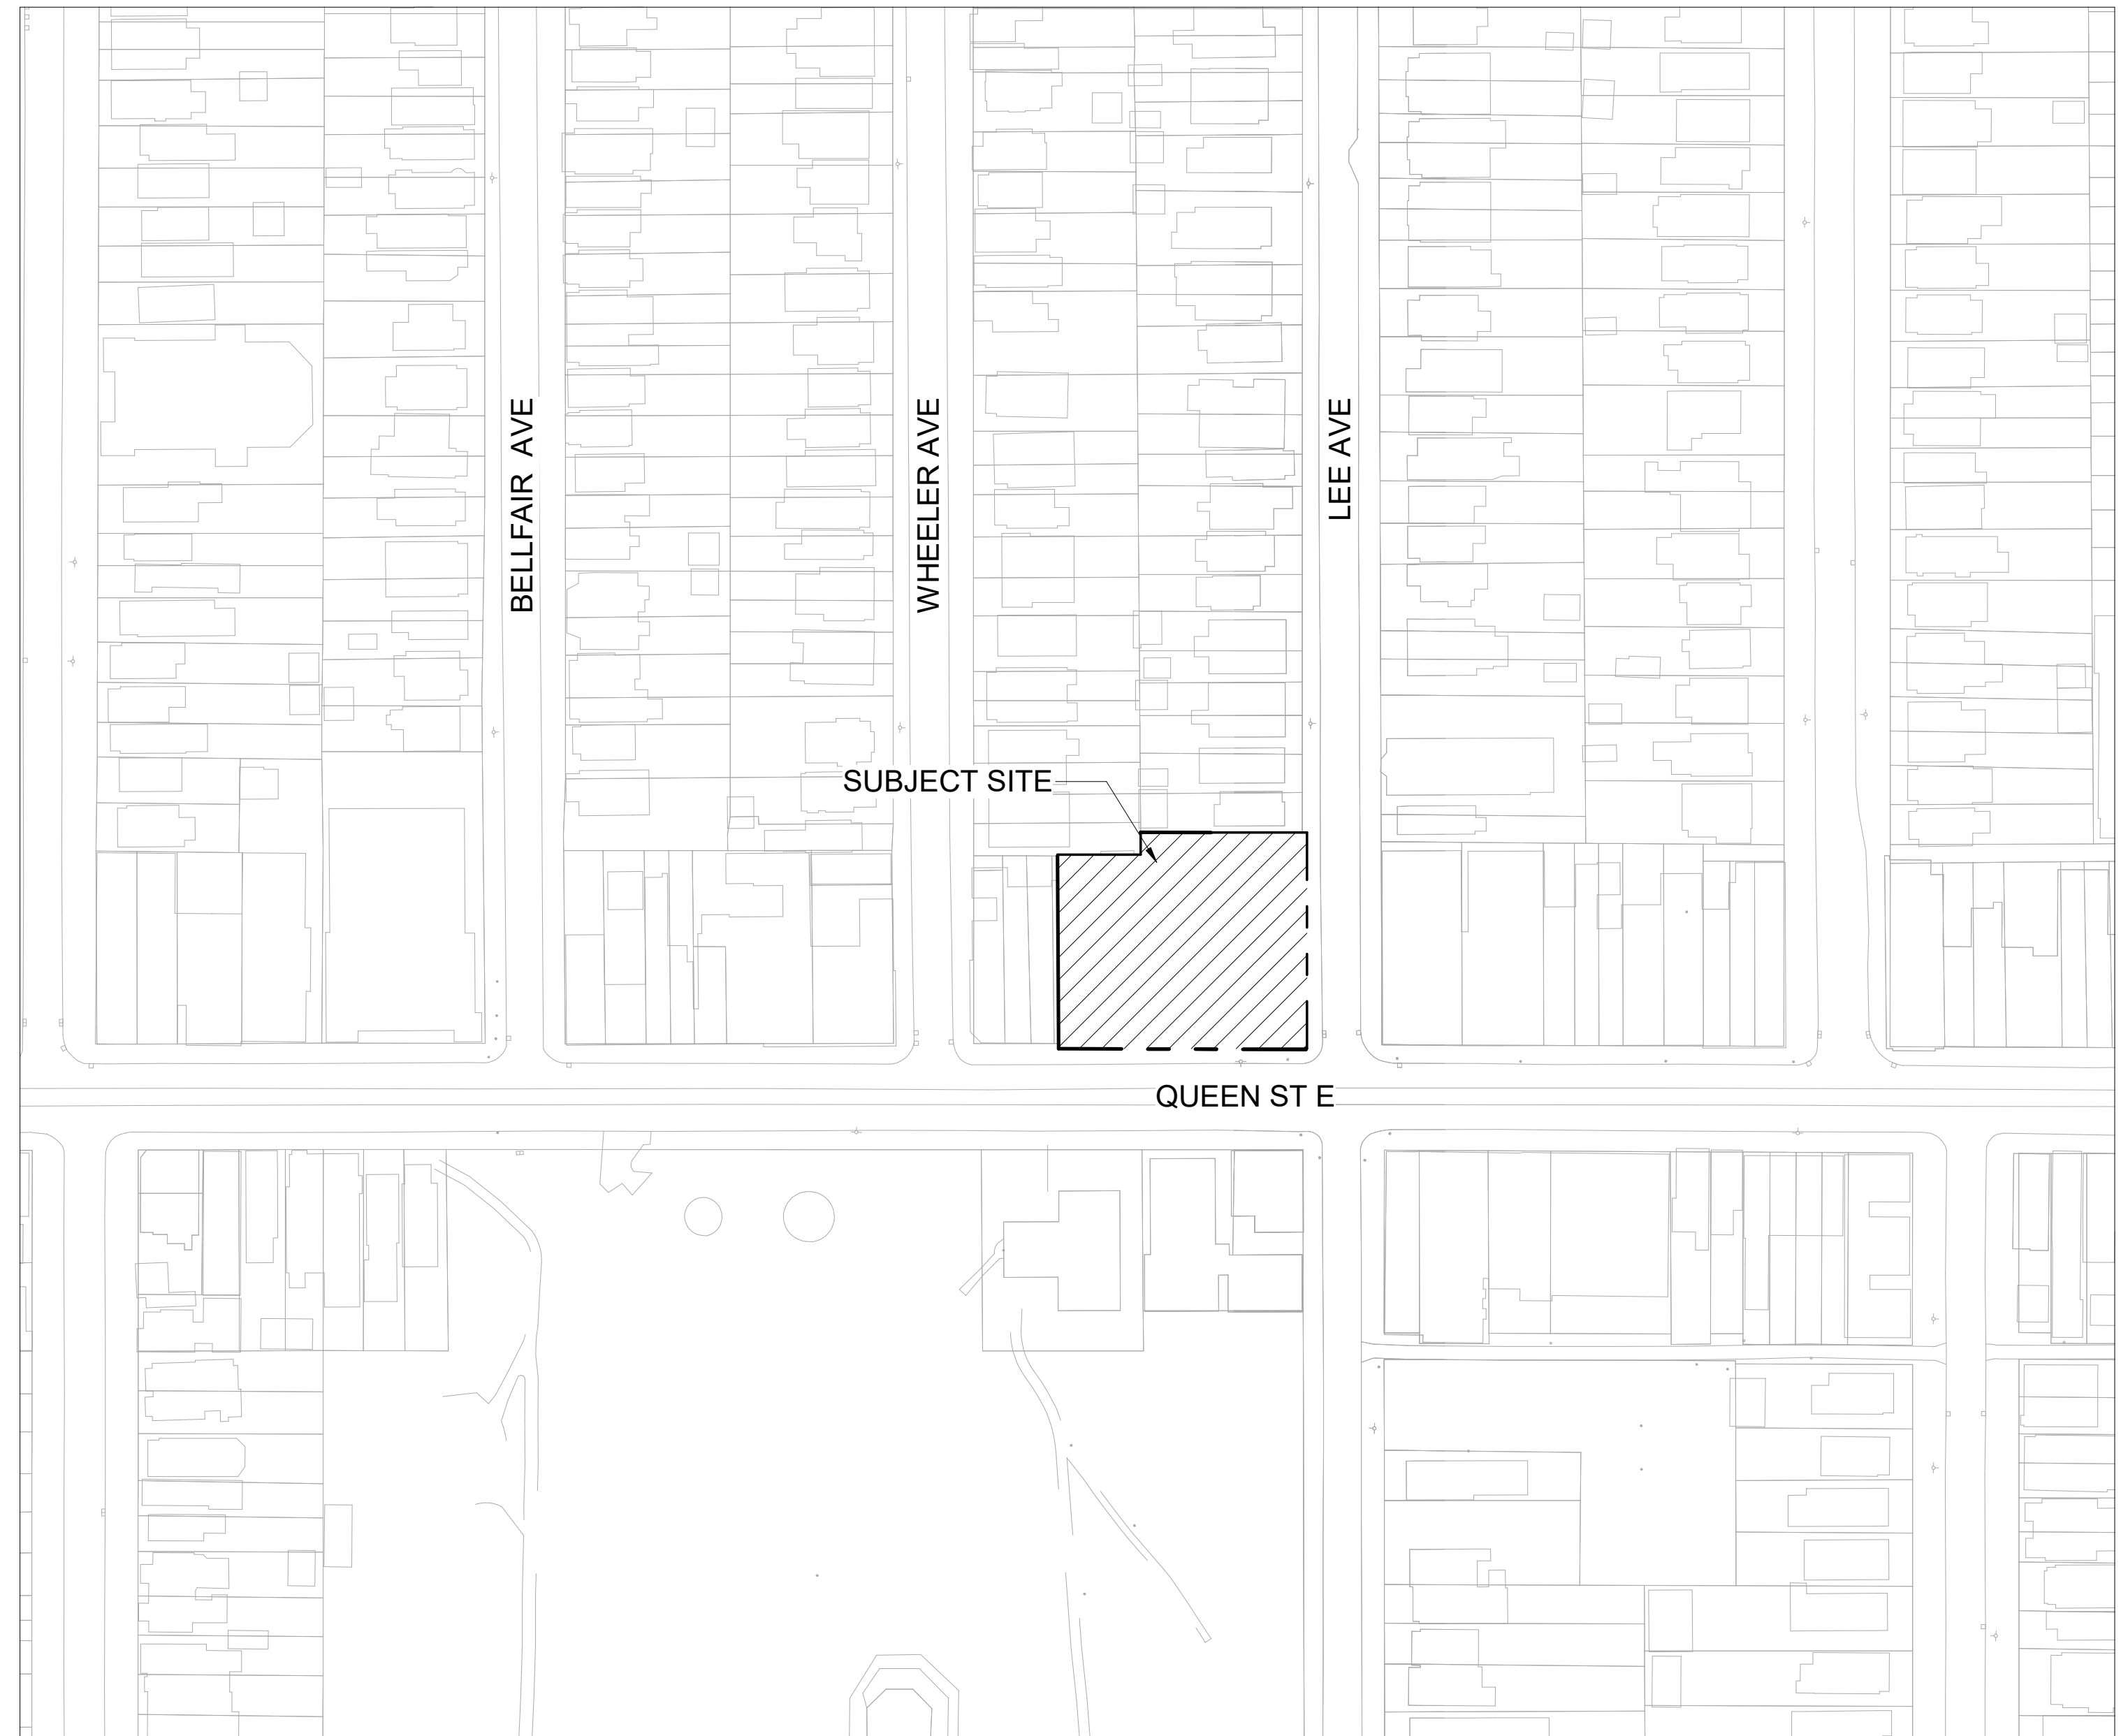 BELLFAIR AVE
WHEELER AVE
LEE AVE
SUBJECT SITE
QUEEN ST E